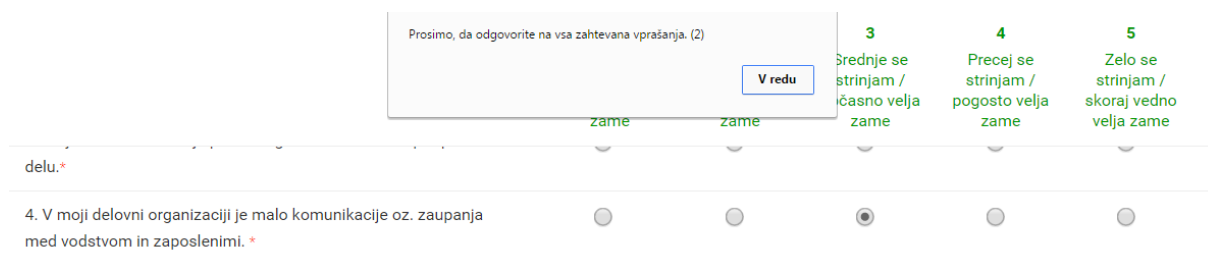 Prosimo, da odgovorite na vsa zahtevana vprašanja. (2)
V redu
3
4
5
Srednje se
strinjam /
velja
zame
Precej se
strinjam /
pogosto velja
zame
Zelo se
strinjam /
skoraj vedno
velja zame
zame
zame
delu.*
4. V moji delovni organizaciji je malo komunikacije oz. zaupanja
med vodstvom in zaposlenimi. *